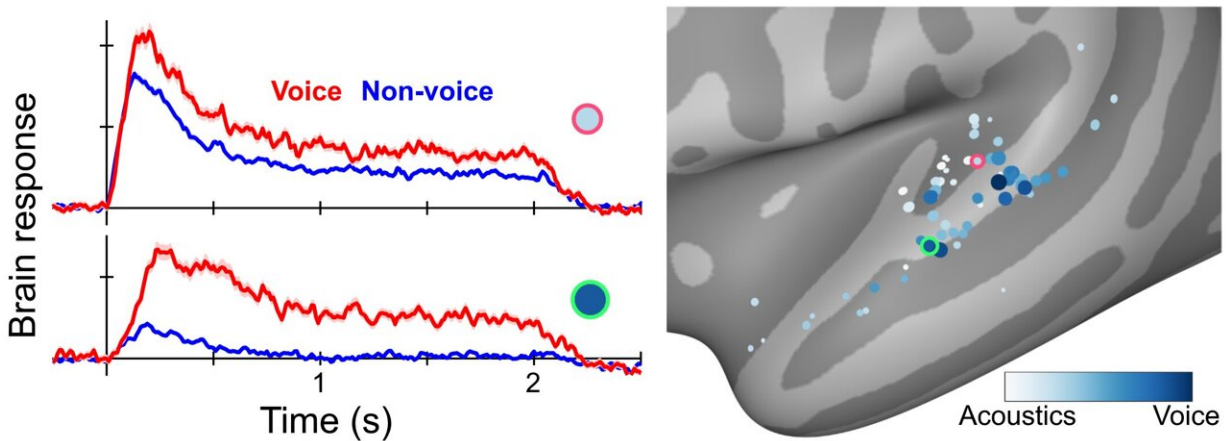 Brain response
Voice Non-voice
1 2
Time (s)
Acoustics Voice